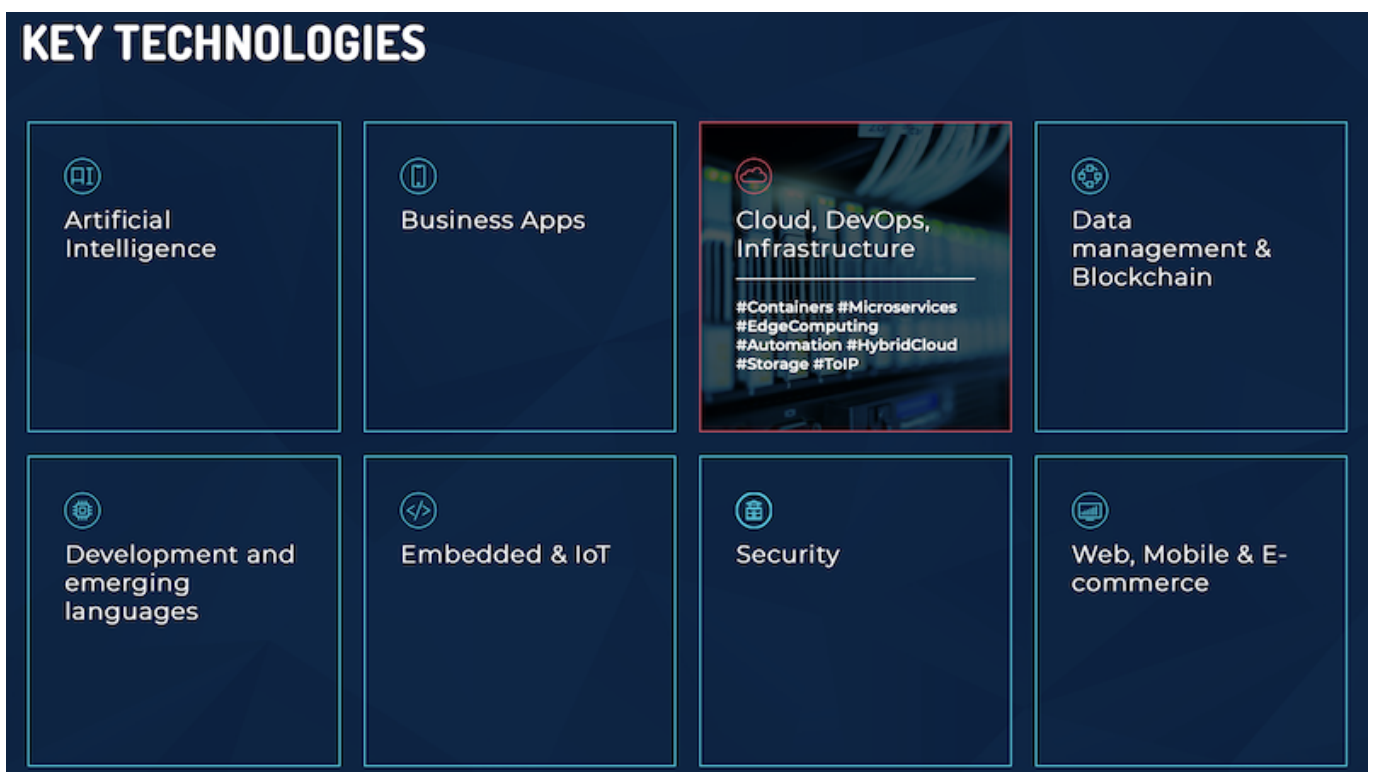 KEY TECHNOLOGIES
AI
Artificial
Intelligence
Business Apps
Cloud, DevOps,
Infrastructure
#Containers #Microservices
#EdgeComputing
#Automation #HybridCloud
#Storage #ToIP
Data
management &
Blockchain
Development and
emerging
languages
</>
Embedded & IoT
Security
Web, Mobile & E-
commerce